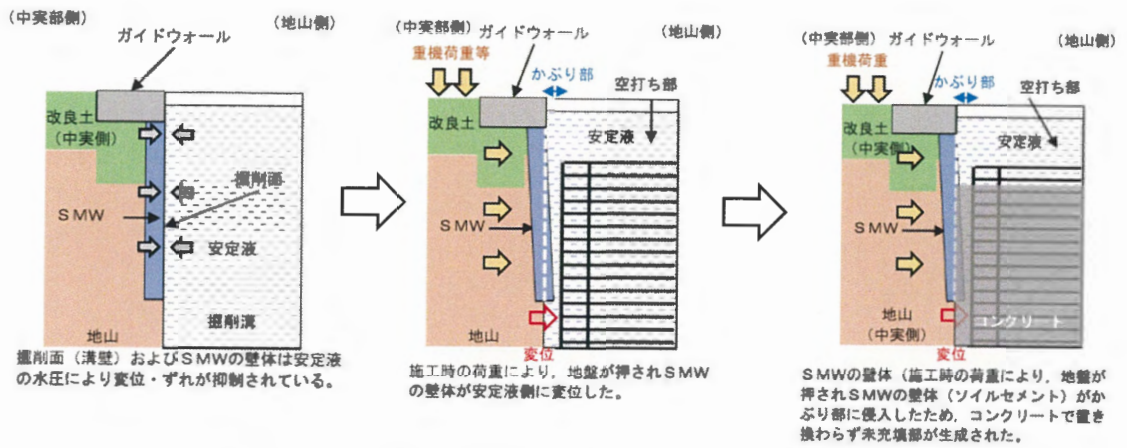 （中実部側）
（地山側）
ガイドウォール
改良土
（中実側）
掘削面
ＳＭＷ
安定液
掘削溝
地山
掘削面（溝壁）およびＳＭＷの壁体は安定液
の水圧により変位・ずれが抑制されている。
（中実部側）
（地山側）
ガイドウォール
重機荷重等
かぶり部
空打ち部
改良土
安定液
ＳＭＷ
地山
変位
施工時の荷重により，地盤が押されＳＭＷ
の壁体が安定液側に変位した。
（中実部側）
ガイドウォール
（地山側）
重機荷重
かぶり部
空打ち部
改良土
（中実側）
安定液
ＳＭＷ
地山
（中実側）
コンクリート
変位
ＳＭＷの壁体（施工時の荷重により，地盤が
押されＳＭＷの壁体（ソイルセメント）がか
ぶり部に侵入したため，コンクリートで置き
換わらず未充填部が生成された。